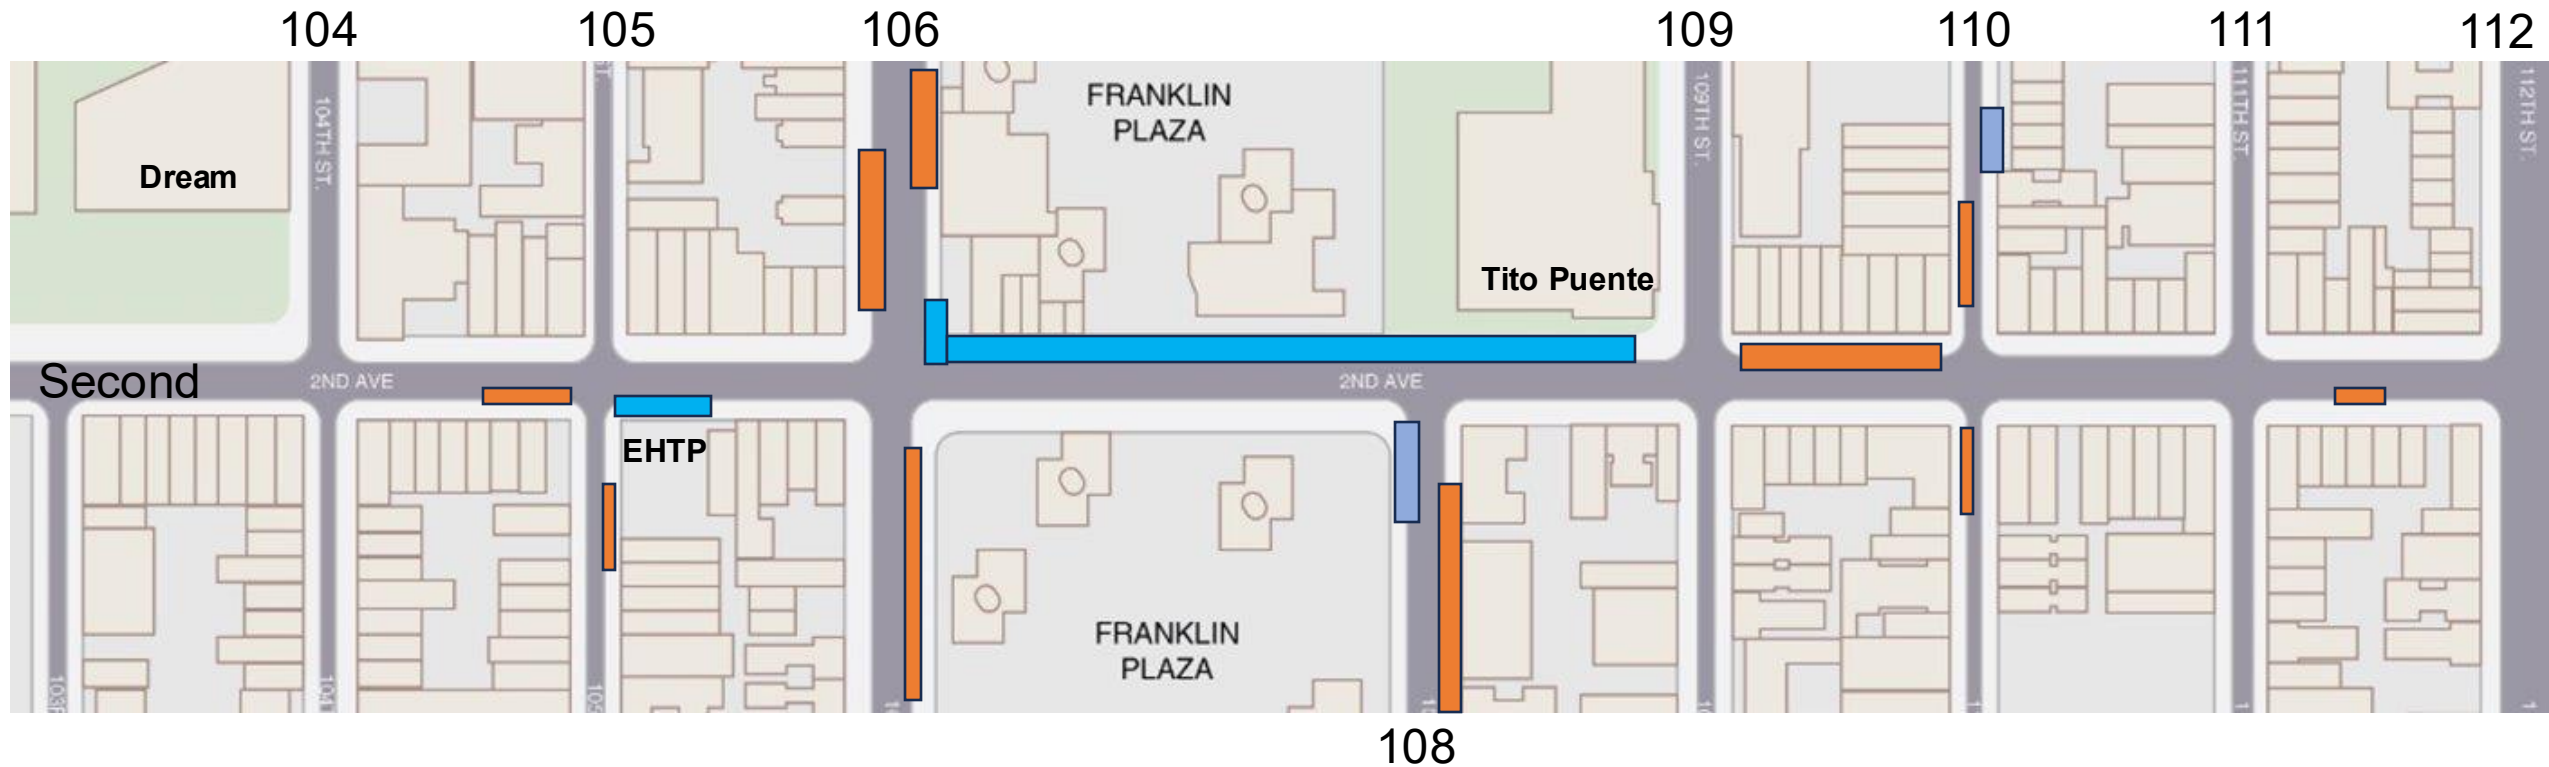 104 105 106 109 110 111 112
104TH ST.
109TH ST.
111TH ST.
112TH ST.
FRANKLIN
PLAZA
Dream
Tito Puente
Second
2ND AVE
2ND AVE
EHTP
FRANKLIN
PLAZA
108